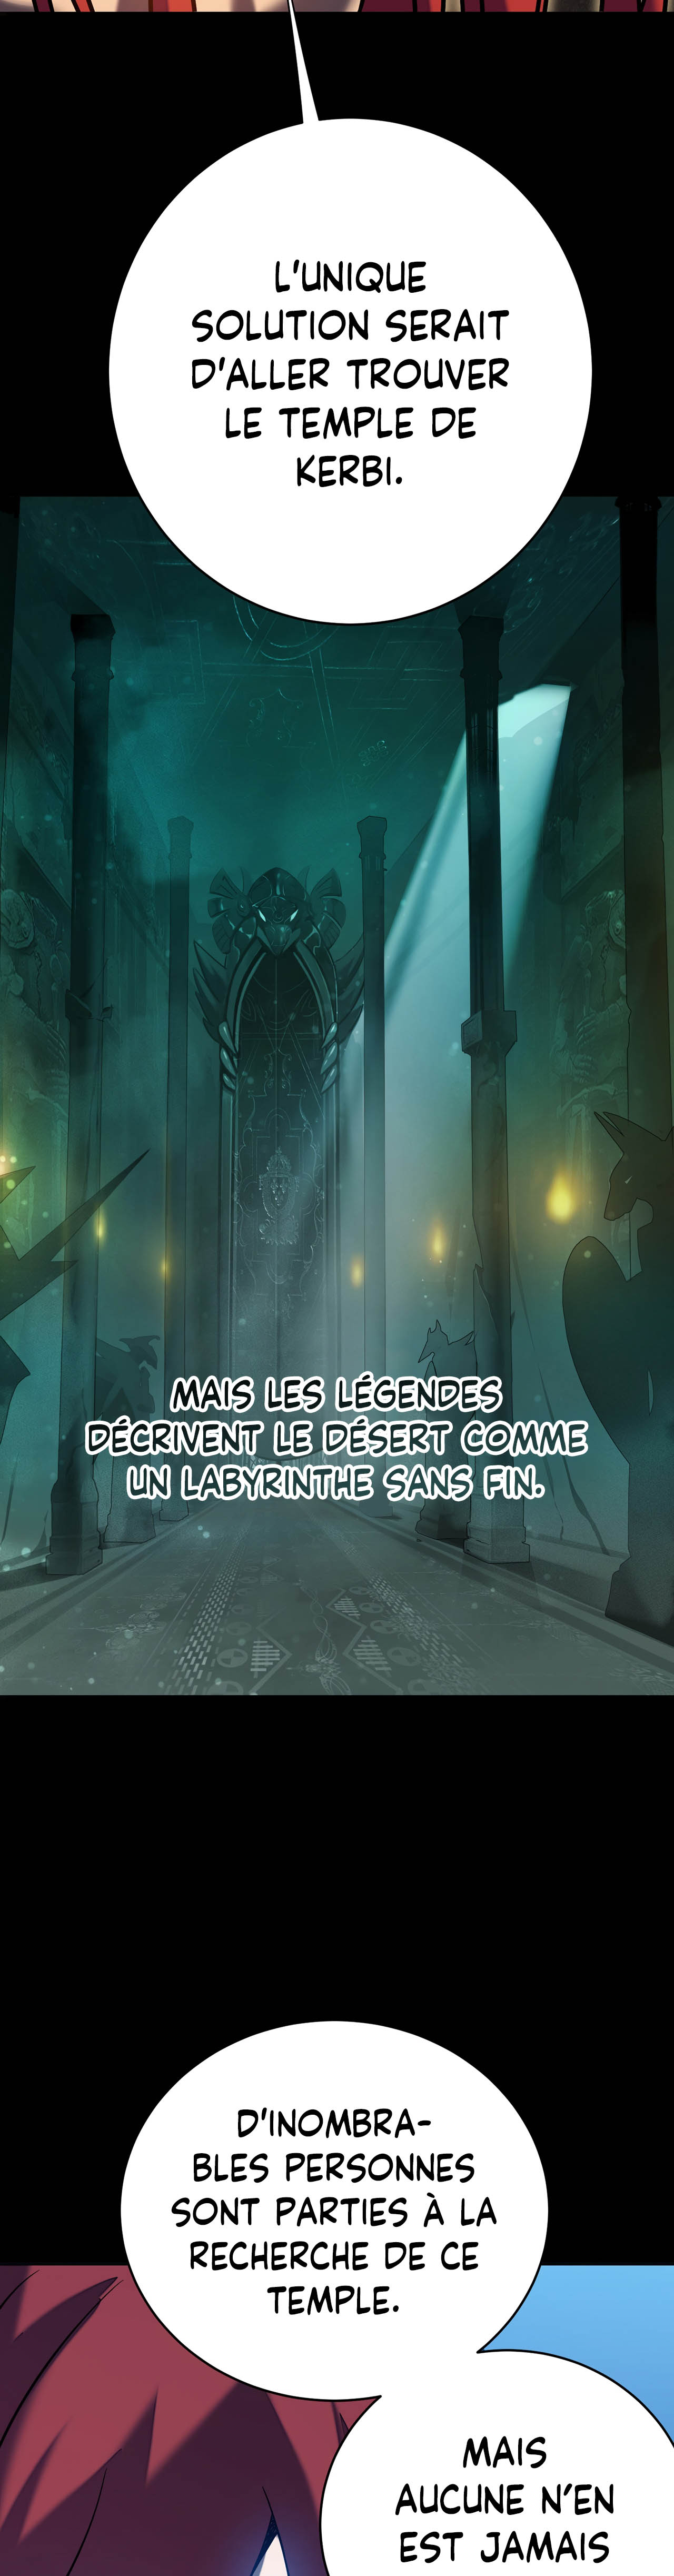 L'UNIQUE
SOLUTION SERAIT
D'ALLER TROUVER
LE TEMPLE DE
KERBI.
MAIS LES LÉGENDES
DÉCRIVENT LE DÉSERT COMME
UN LABYRINTHE SANS FIN.
D'INOMBRA-
BLES PERSONNES
SONT PARTIES À LA
RECHERCHE DE CE
TEMPLE.
MAIS
AUCUNE N'EN
EST JAMAIS